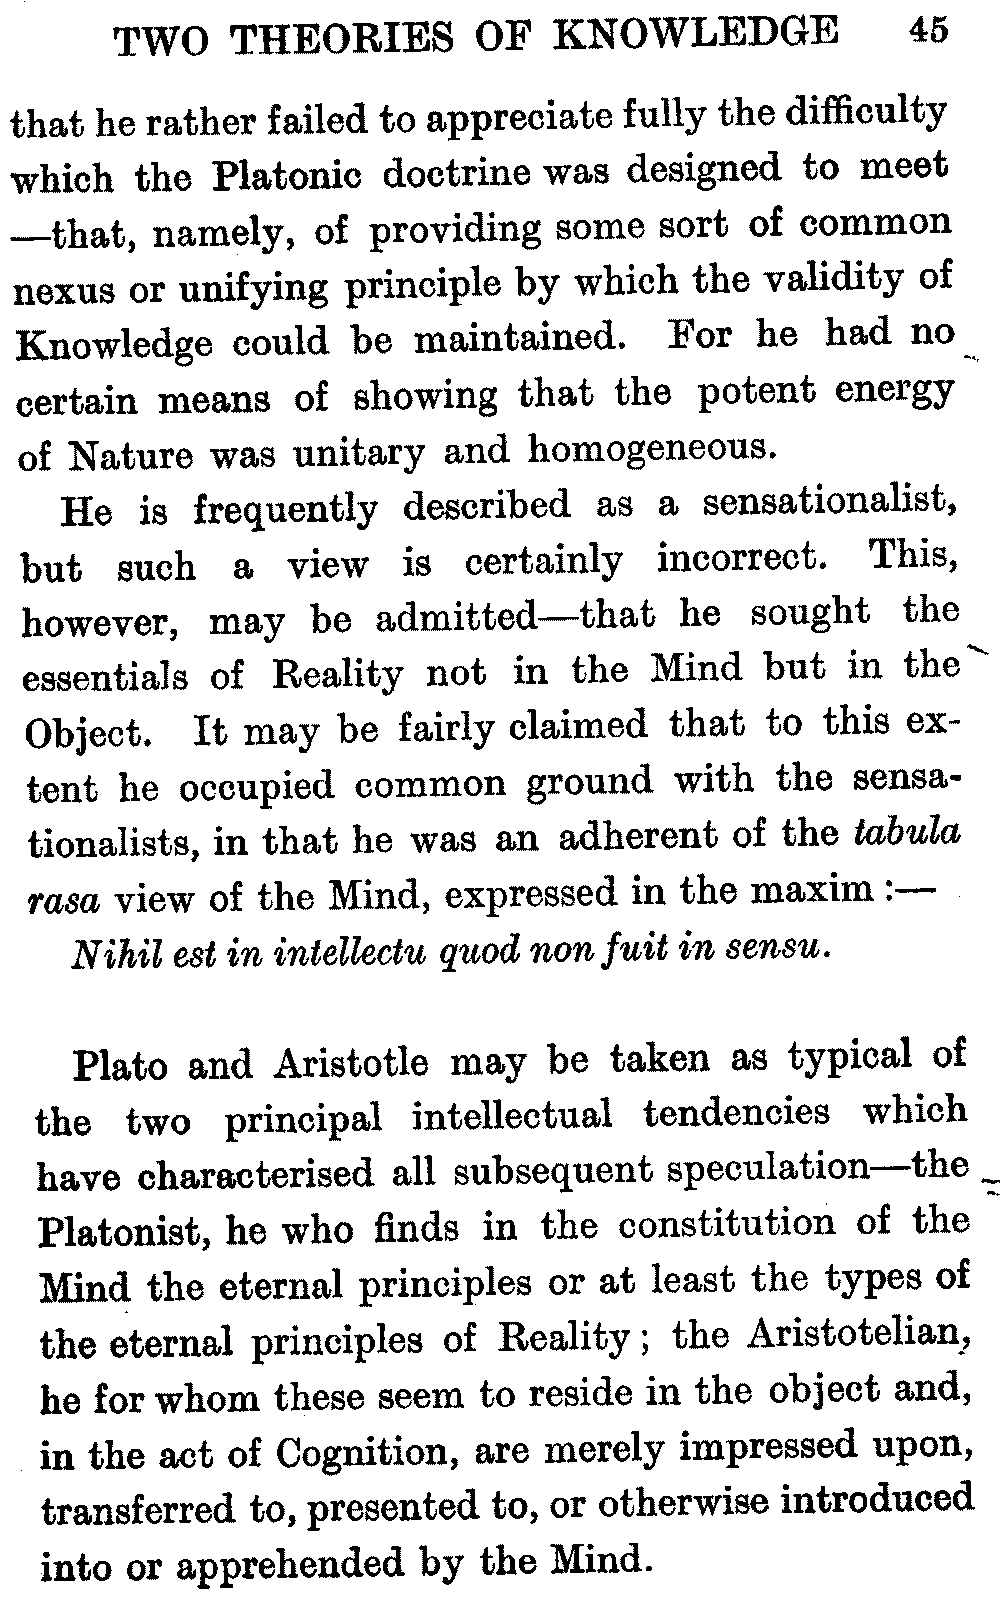 TWO THEORIES OF KNOWLEDGE 45
that he rather failed to appreciate fully the difficulty
which the Platonic doctrine was designed to meet
—that, namely, of providing some sort of common
nexus or unifying principle by which the validity of
Knowledge could be maintained. For he had no
certain means of showing that the potent energy
of Nature was unitary and homogeneous.
He is frequently described as a sensationalist,
but such a view is certainly incorrect. This,
however, may be admitted—that he sought the
essentials of Reality not in the Mind but in the
Object. It may be fairly claimed that to this ex-
tent he occupied common ground with the sensa-
tionalists, in that he was an adherent of the tabula
rasa view of the Mind, expressed in the maxim :—
Nihil est in intellectu quod non fuit in sensu.
Plato and Aristotle may be taken as typical of
the two principal intellectual tendencies which
have characterised all subsequent speculation—the
Platonist, he who finds in the constitution of the
Mind the eternal principles or at least the types of
the eternal principles of Reality ; the Aristotelian,
he for whom these seem to reside in the object and,
in the act of Cognition, are merely impressed upon,
transferred to, presented to, or otherwise introduced
into or apprehended by the Mind.